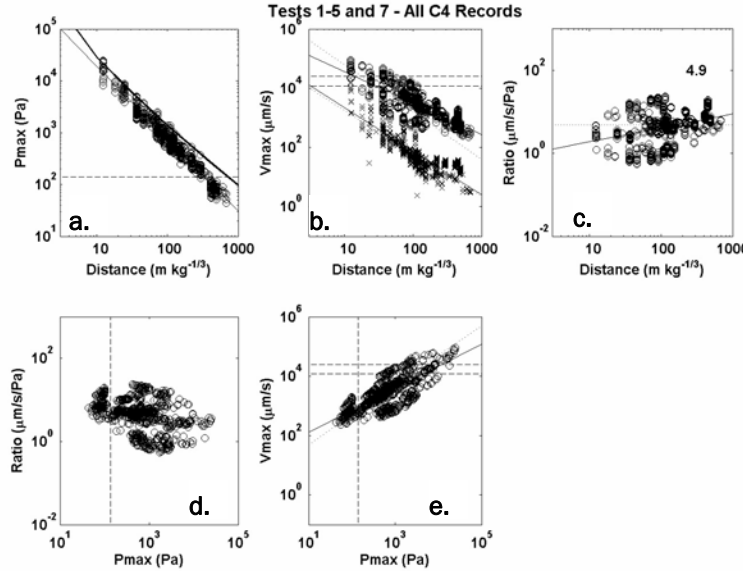 Tests 1-5 and 7 - All C4 Records
10^5
10^4
10^3
10^2
10^1
Pmax (Pa)
a.
10
100
1000
Distance (m kg^-1/3)
10^6
10^4
10^2
10^0
Vmax (μm/s)
b.
10
100
1000
Distance (m kg^-1/3)
10^2
10^0
10^-2
Ratio (μm/s/Pa)
4.9
c.
10
100
1000
Distance (m kg^-1/3)
10^2
10^0
10^-2
Ratio (μm/s/Pa)
d.
10^1
10^3
10^5
Pmax (Pa)
10^6
10^4
10^2
10^0
Vmax (μm/s)
e.
10^1
10^3
10^5
Pmax (Pa)